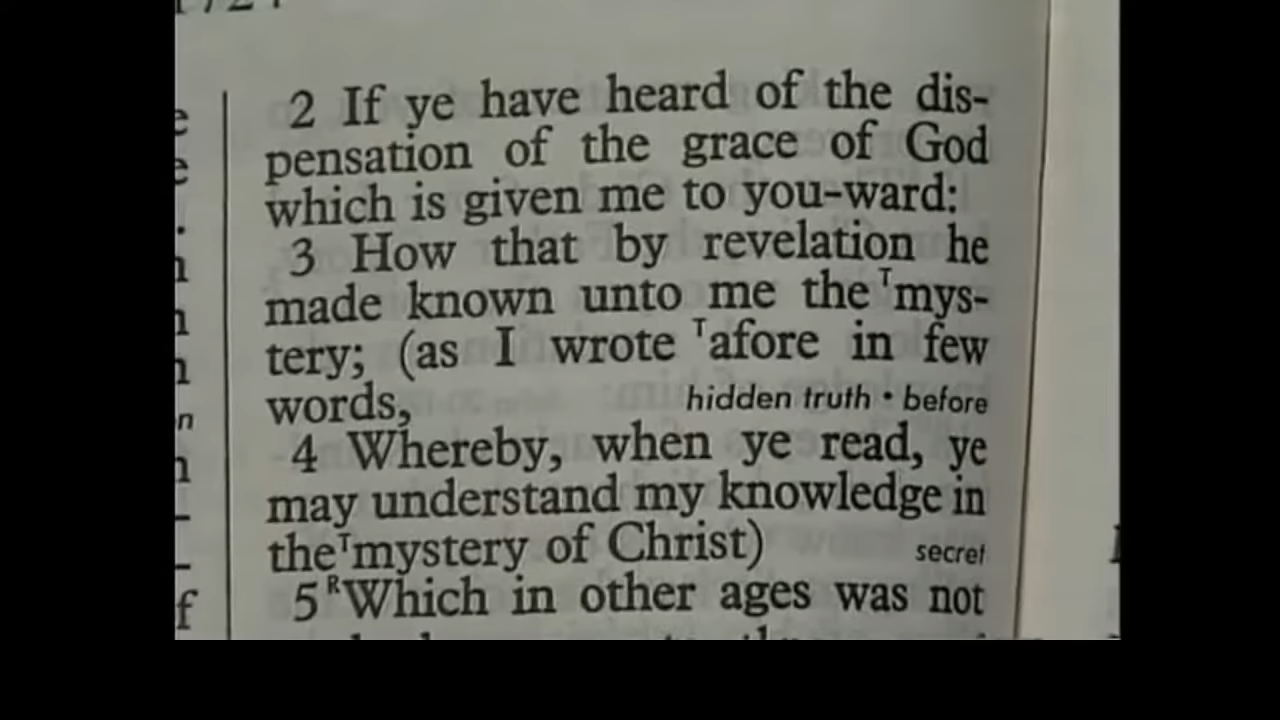 2 If ye have heard of the dis-
pensation of the grace of God
which is given me to you-ward:
3 How that by revelation he
made known unto me the ᵀmys-
tery; (as I wrote ᵀafore in few
words, hidden truth • before
4 Whereby, when ye read, ye
may understand my knowledge in
the ᵀmystery of Christ) secret
5 ᴿWhich in other ages was not